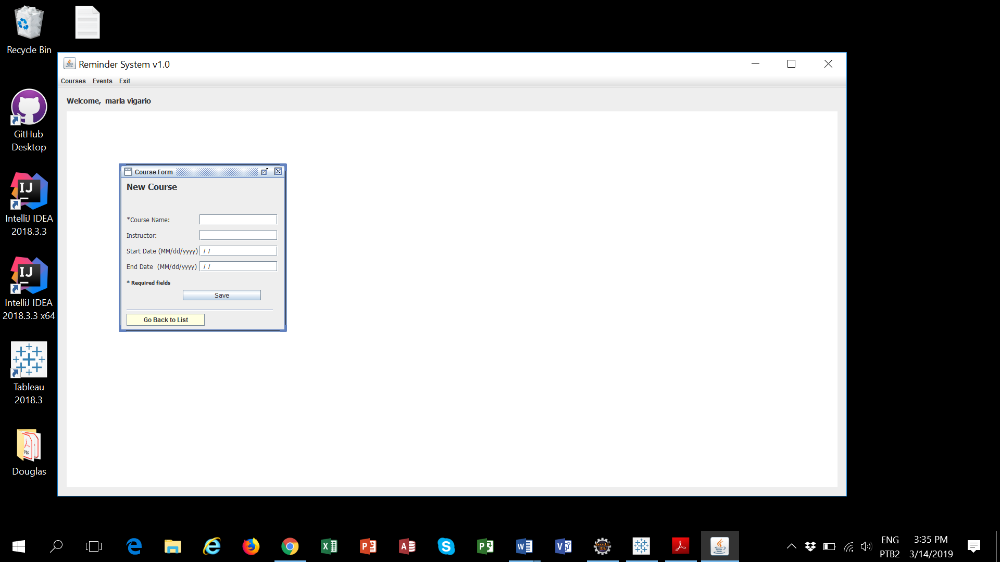 Recycle Bin
GitHub
Desktop
IntelliJ IDEA
2018.3.3
IntelliJ IDEA
2018.3.3 x64
Tableau
2018.3
Douglas
Reminder System v1.0
Courses Events Exit
Welcome, marla vigario
Course Form
New Course
*Course Name:
Instructor:
Start Date (MM/dd/yyyy) / /
End Date (MM/dd/yyyy) / /
* Required fields
Save
Go Back to List
ENG
PTB2
3:35 PM
3/14/2019